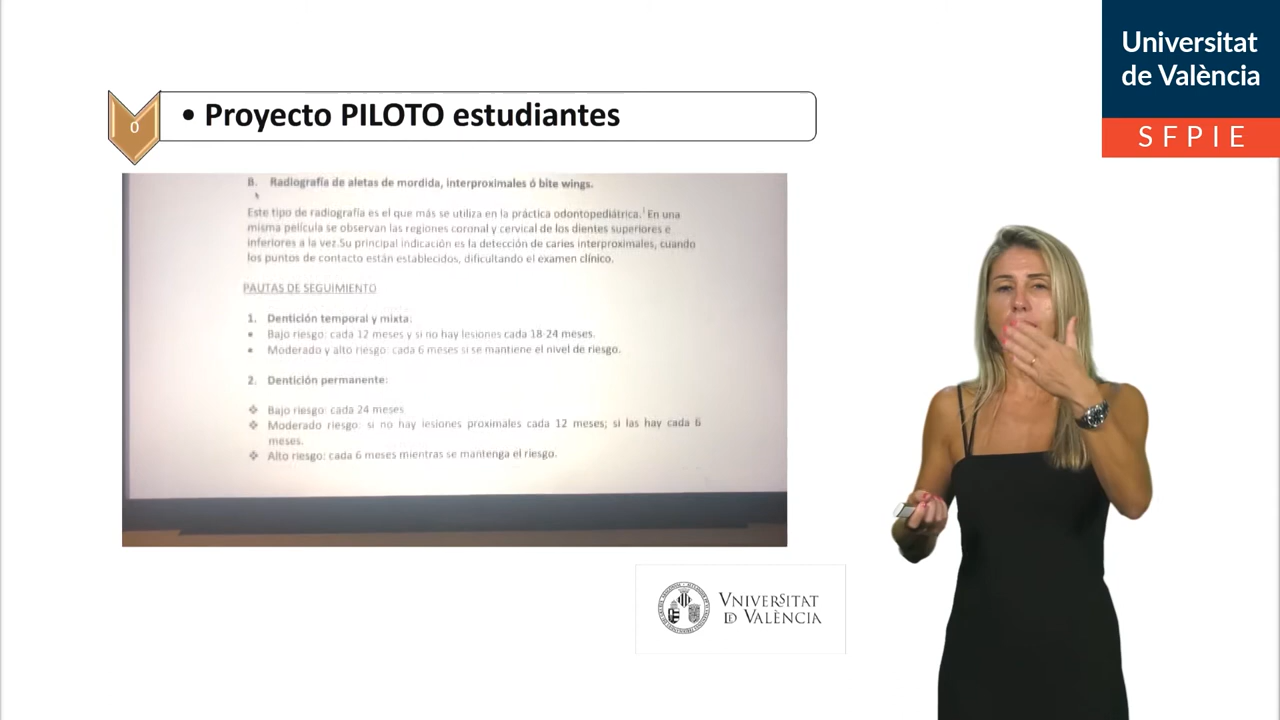 Universitat
de València
SFPIE
0
• Proyecto PILOTO estudiantes
B. Radiografía de aletas de mordida, interproximales ó bite wings.
Este tipo de radiografía es el que más se utiliza en la práctica odontopediátrica.¹ En una
misma película se observan las regiones coronal y cervical de los dientes superiores e
inferiores a la vez.Su principal indicación es la detección de caries interproximales, cuando
los puntos de contacto están establecidos, dificultando el examen clínico.
PAUTAS DE SEGUIMIENTO
1. Dentición temporal y mixta:
• Bajo riesgo: cada 12 meses y si no hay lesiones cada 18-24 meses.
• Moderado y alto riesgo: cada 6 meses si se mantiene el nivel de riesgo.
2. Dentición permanente:
❖ Bajo riesgo: cada 24 meses
❖ Moderado riesgo: si no hay lesiones proximales cada 12 meses; si las hay cada 6
meses.
❖ Alto riesgo: cada 6 meses mientras se mantenga el riesgo.
VNIVERSITAT
DE VALÈNCIA